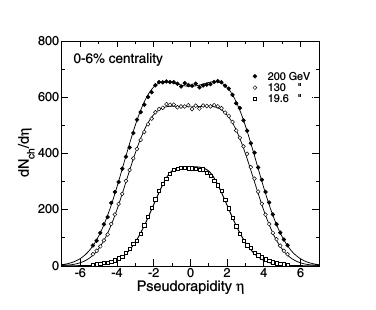 800
0-6% centrality
200 GeV
130 "
19.6 "
600
dNch/dη
400
200
0
-6 -4 -2 0 2 4 6
Pseudorapidity η